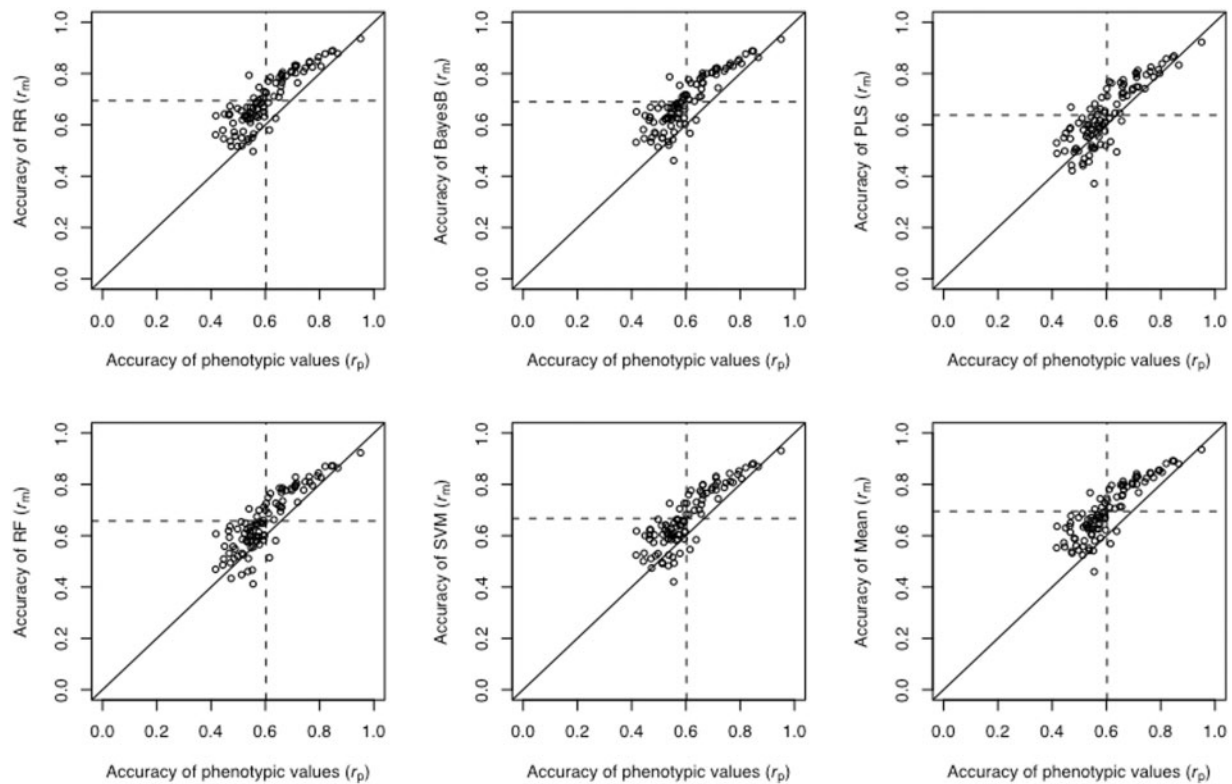 Accuracy of RR (rm)
1.0
0.8
0.6
0.4
0.2
0.0
0.0 0.2 0.4 0.6 0.8 1.0
Accuracy of phenotypic values (rp)
Accuracy of BayesB (rm)
1.0
0.8
0.6
0.4
0.2
0.0
0.0 0.2 0.4 0.6 0.8 1.0
Accuracy of phenotypic values (rp)
Accuracy of PLS (rm)
1.0
0.8
0.6
0.4
0.2
0.0
0.0 0.2 0.4 0.6 0.8 1.0
Accuracy of phenotypic values (rp)
Accuracy of RF (rm)
1.0
0.8
0.6
0.4
0.2
0.0
0.0 0.2 0.4 0.6 0.8 1.0
Accuracy of phenotypic values (rp)
Accuracy of SVM (rm)
1.0
0.8
0.6
0.4
0.2
0.0
0.0 0.2 0.4 0.6 0.8 1.0
Accuracy of phenotypic values (rp)
Accuracy of Mean (rm)
1.0
0.8
0.6
0.4
0.2
0.0
0.0 0.2 0.4 0.6 0.8 1.0
Accuracy of phenotypic values (rp)